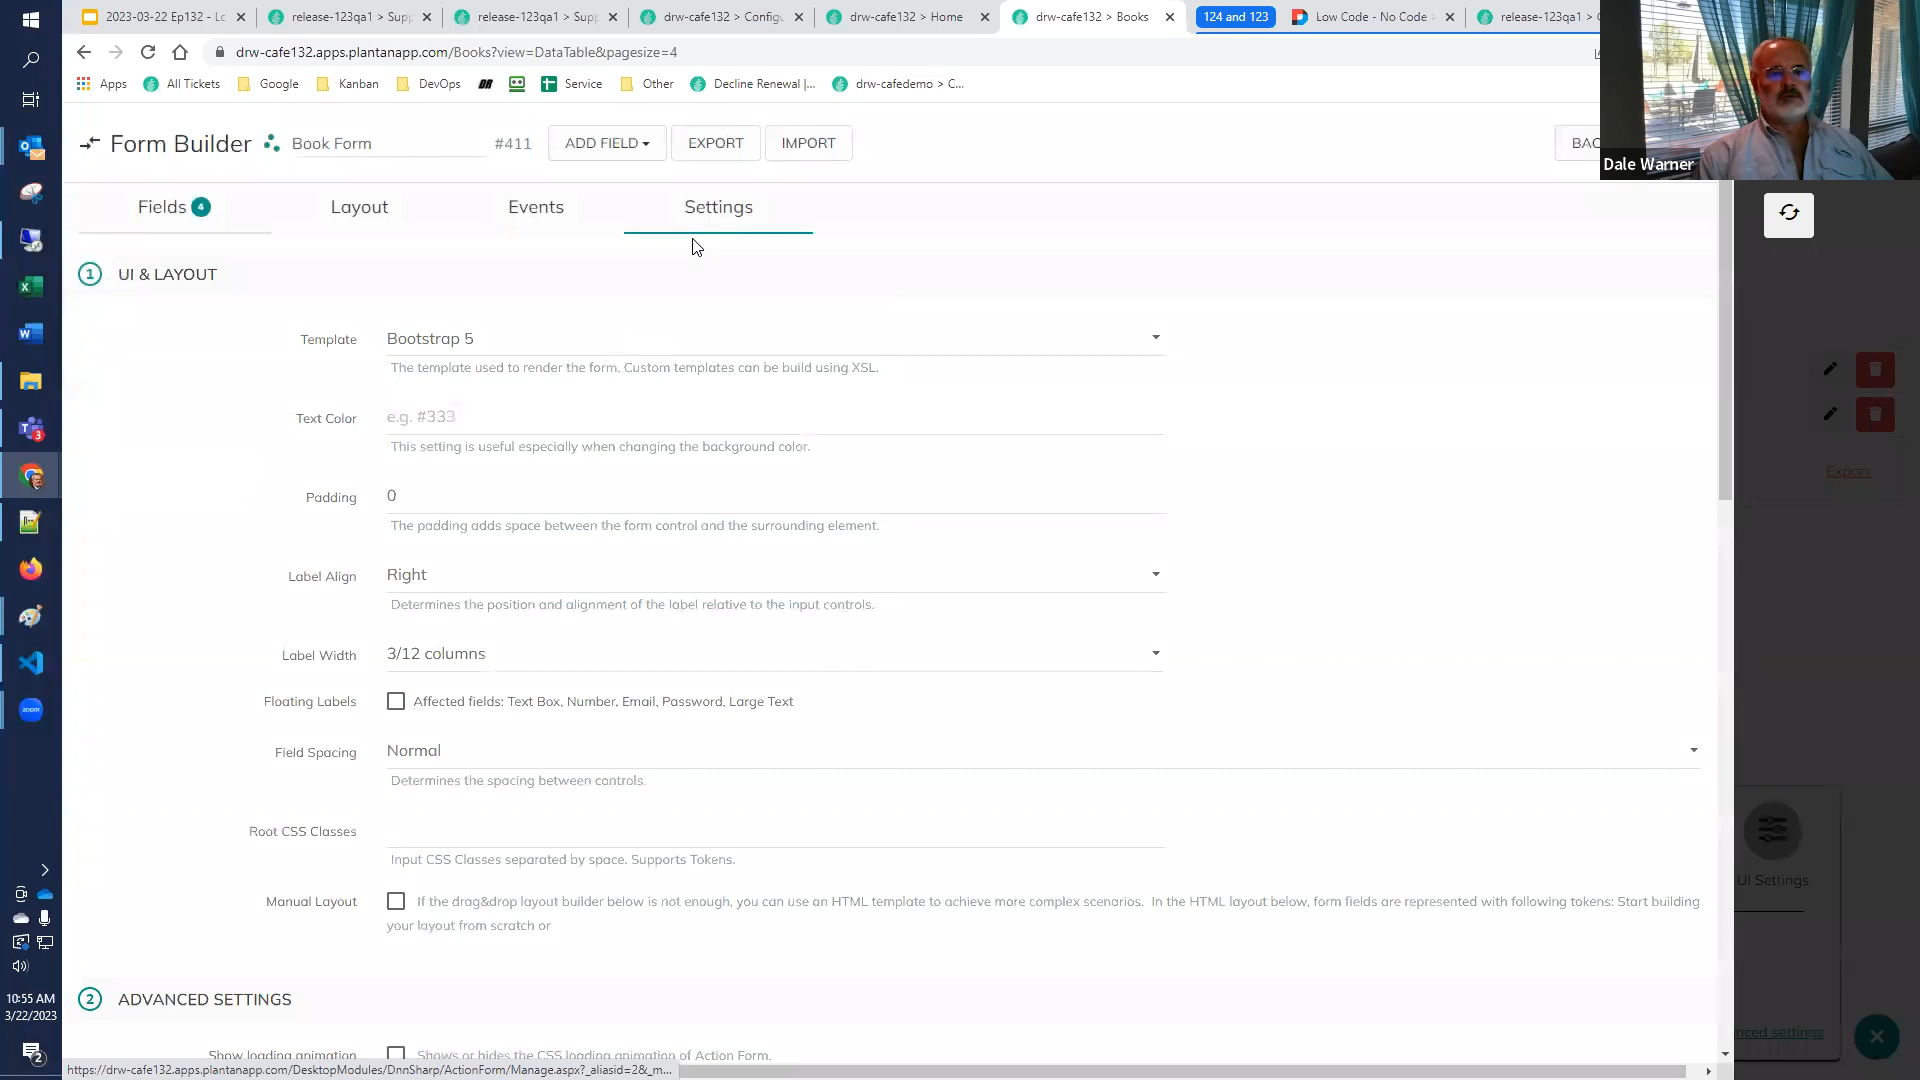 2023-03-22 Ep132 - Lc
release-123qa1 > Supp
release-123qa1 > Supp
drw-cafe132 > Configu
drw-cafe132 > Home
drw-cafe132 > Books
124 and 123
Low Code - No Code
release-123qa1 > C
drw-cafe132.apps.plantanapp.com/Books?view=DataTable&pagesize=4
Apps
All Tickets
Google
Kanban
DevOps
DR
Service
Other
Decline Renewal |...
drw-cafedemo > C...
Form Builder
Book Form
#411
ADD FIELD
EXPORT
IMPORT
BAC
Dale Warner
Fields 4
Layout
Events
Settings
1 UI & LAYOUT
Template
Bootstrap 5
The template used to render the form. Custom templates can be build using XSL.
Text Color
e.g. #333
This setting is useful especially when changing the background color.
Padding
0
The padding adds space between the form control and the surrounding element.
Label Align
Right
Determines the position and alignment of the label relative to the input controls.
Label Width
3/12 columns
Floating Labels
Affected fields: Text Box, Number, Email, Password, Large Text
Field Spacing
Normal
Determines the spacing between controls.
Root CSS Classes
Input CSS Classes separated by space. Supports Tokens.
Manual Layout
If the drag&drop layout builder below is not enough, you can use an HTML template to achieve more complex scenarios. In the HTML layout below, form fields are represented with following tokens: Start building
your layout from scratch or
2 ADVANCED SETTINGS
Show loading animation
Shows or hides the CSS loading animation of Action Form.
Export
UI Settings
nced settings
3
zoom
10:55 AM
3/22/2023
2
https://drw-cafe132.apps.plantanapp.com/DesktopModules/DnnSharp/ActionForm/Manage.aspx?_aliasid=2&_m...